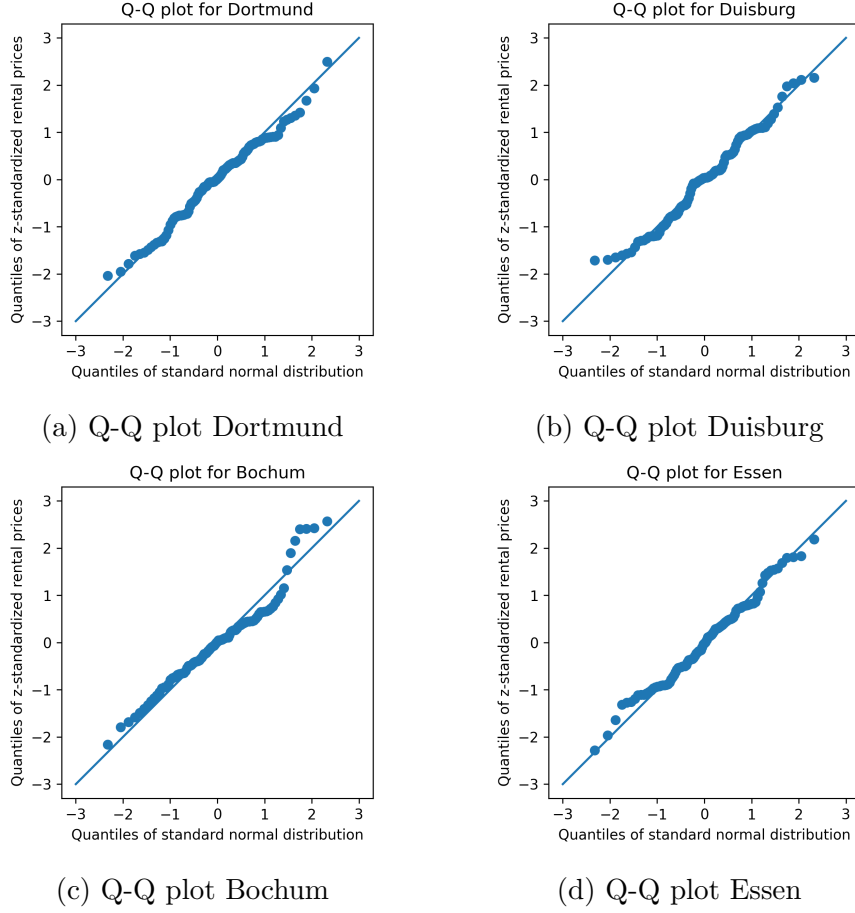 Q-Q plot for Dortmund
Quantiles of z-standardized rental prices
3
2
1
0
−1
−2
−3
−3 −2 −1 0 1 2 3
Quantiles of standard normal distribution
(a) Q-Q plot Dortmund
Q-Q plot for Duisburg
Quantiles of z-standardized rental prices
3
2
1
0
−1
−2
−3
−3 −2 −1 0 1 2 3
Quantiles of standard normal distribution
(b) Q-Q plot Duisburg
Q-Q plot for Bochum
Quantiles of z-standardized rental prices
3
2
1
0
−1
−2
−3
−3 −2 −1 0 1 2 3
Quantiles of standard normal distribution
(c) Q-Q plot Bochum
Q-Q plot for Essen
Quantiles of z-standardized rental prices
3
2
1
0
−1
−2
−3
−3 −2 −1 0 1 2 3
Quantiles of standard normal distribution
(d) Q-Q plot Essen